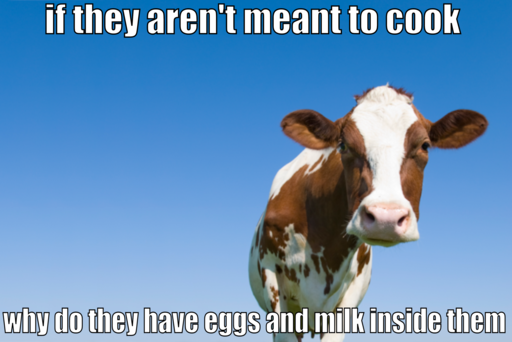 if they aren't meant to cook
why do they have eggs and milk inside them